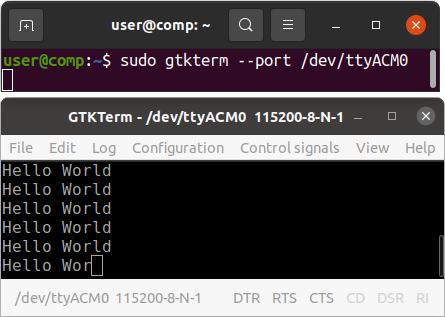 user@comp: ~
user@comp:~$ sudo gtkterm --port /dev/ttyACM0
GTKTerm - /dev/ttyACM0 115200-8-N-1
File Edit Log Configuration Control signals View Help
Hello World
Hello World
Hello World
Hello World
Hello World
Hello Wor
/dev/ttyACM0 115200-8-N-1 DTR RTS CTS CD DSR RI